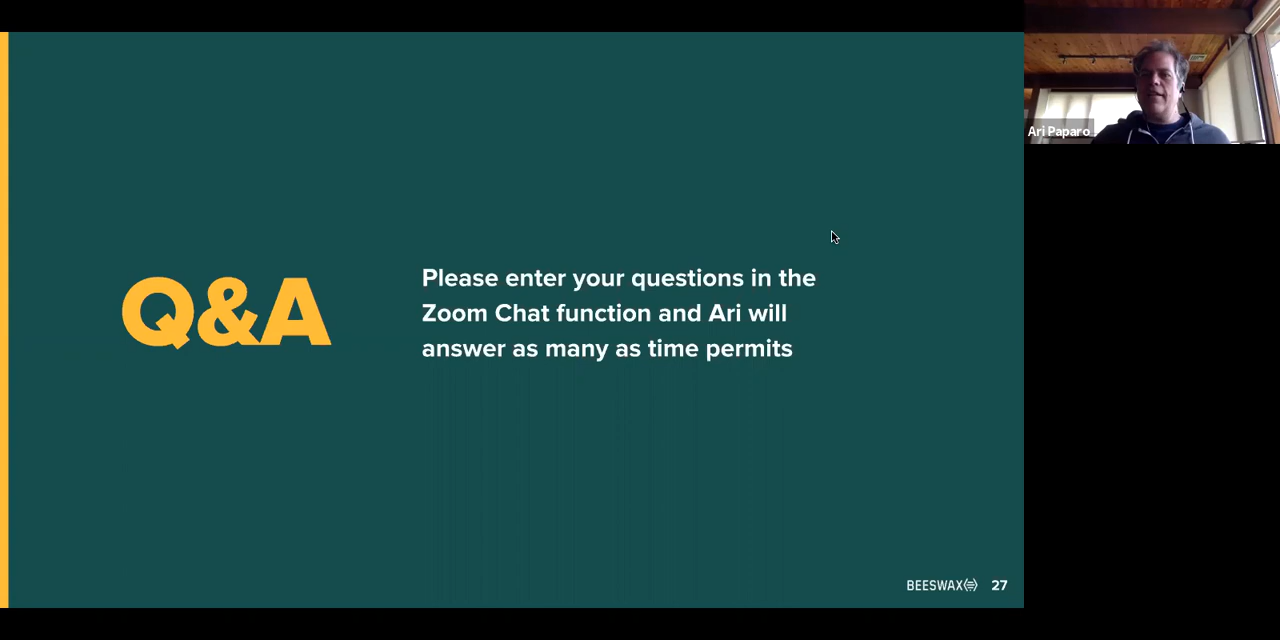 Q&A
Please enter your questions in the
Zoom Chat function and Ari will
answer as many as time permits
BEESWAX 27
Ari Paparo